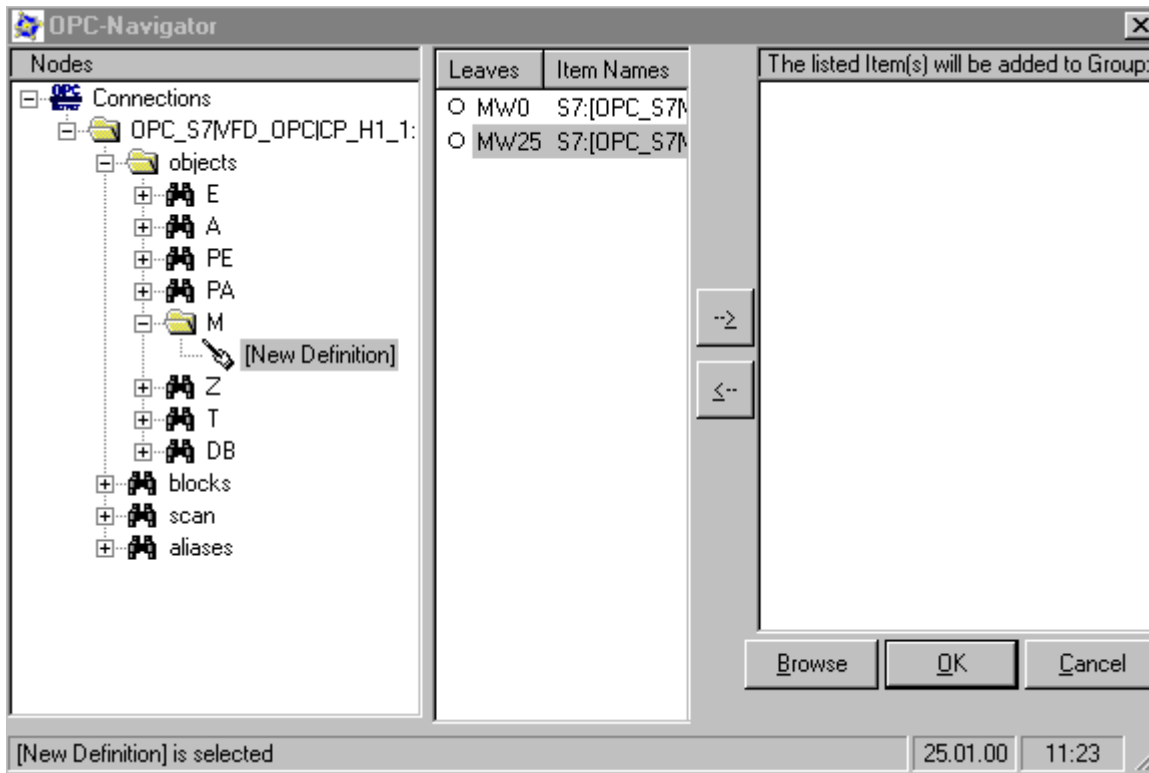 OPC-Navigator
Nodes
Connections
OPC_S7|VFD_OPC|CP_H1_1:
objects
E
A
PE
PA
M
[New Definition]
Z
T
DB
blocks
scan
aliases
Leaves Item Names
MW0 S7:[OPC_S7|
MW25 S7:[OPC_S7|
-->
<--
The listed Item(s) will be added to Group:
Browse OK Cancel
[New Definition] is selected 25.01.00 11:23